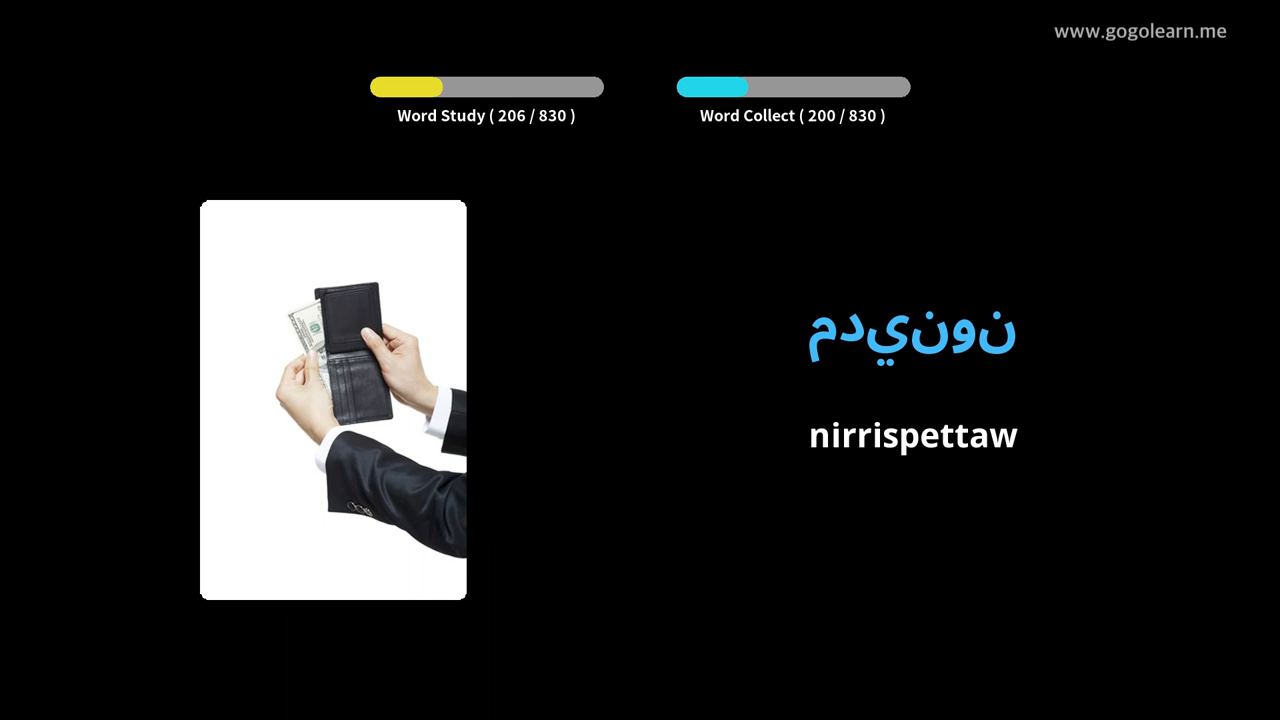 www.gogolearn.me
Word Study ( 206 / 830 )
Word Collect ( 200 / 830 )
مدينون
nirrispettaw